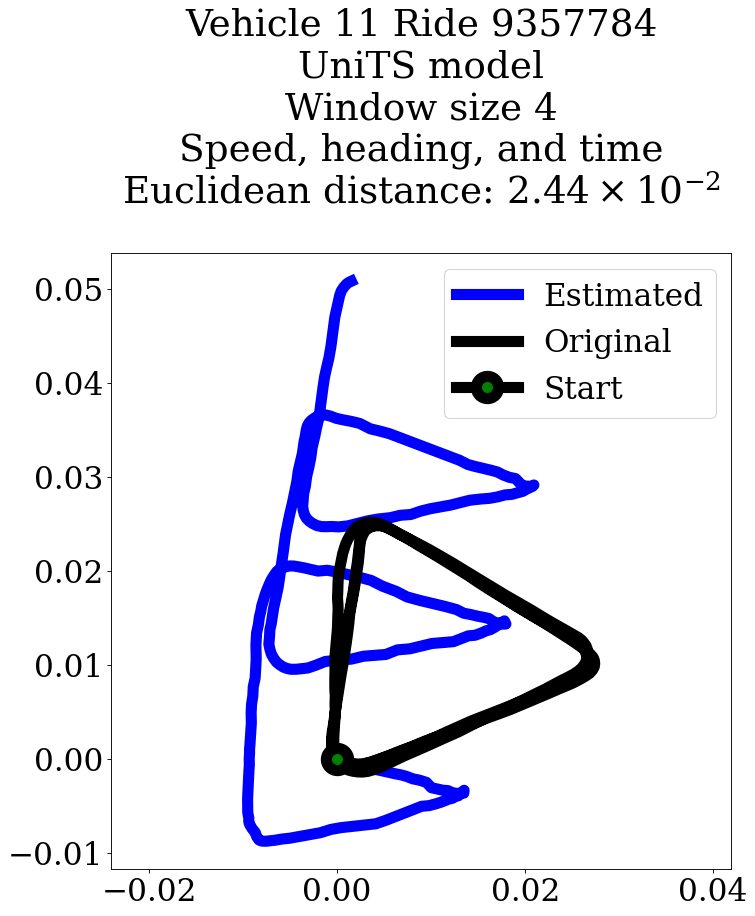 Vehicle 11 Ride 9357784
UniTS model
Window size 4
Speed, heading, and time
Euclidean distance: 2.44 × 10⁻²
Estimated
Original
Start
0.05
0.04
0.03
0.02
0.01
0.00
−0.01
−0.02 0.00 0.02 0.04